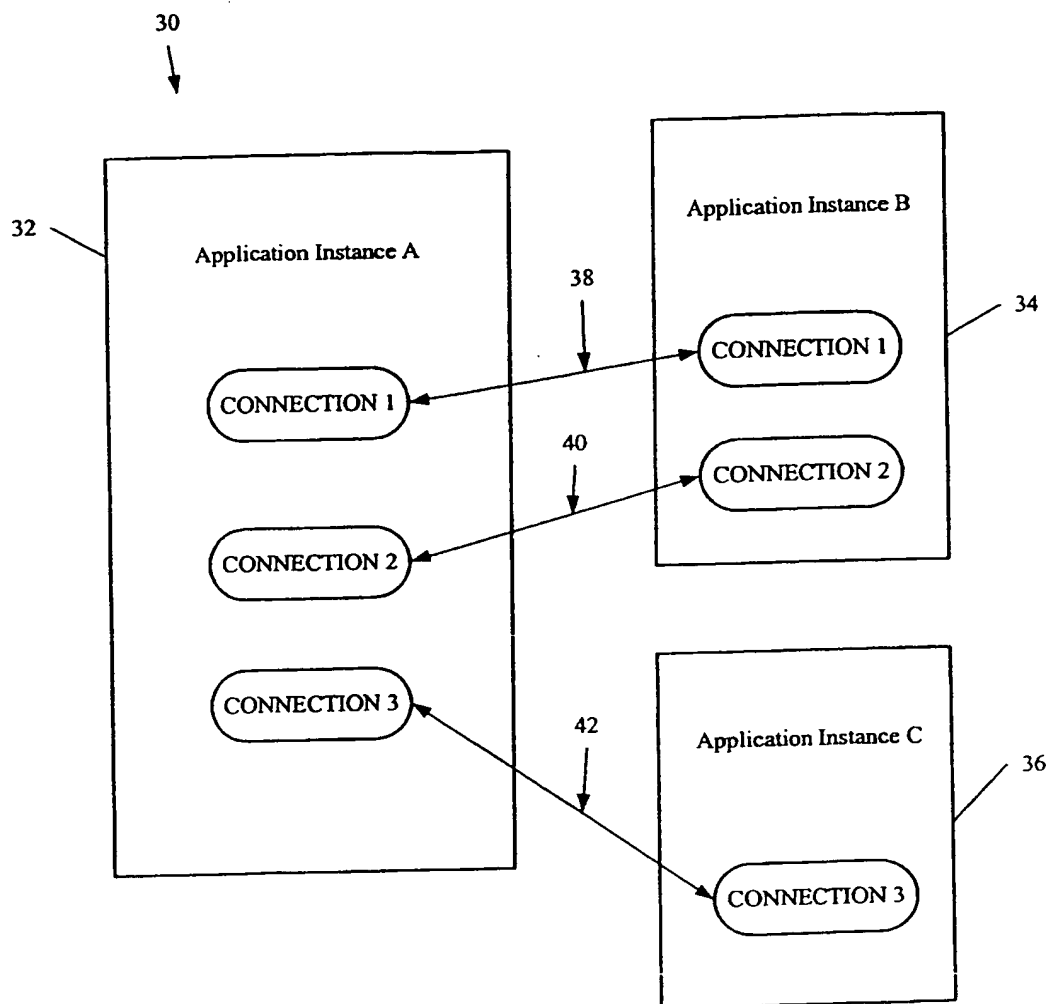 30
32
Application Instance A
CONNECTION 1
CONNECTION 2
CONNECTION 3
38
40
42
Application Instance B
CONNECTION 1
CONNECTION 2
34
Application Instance C
CONNECTION 3
36